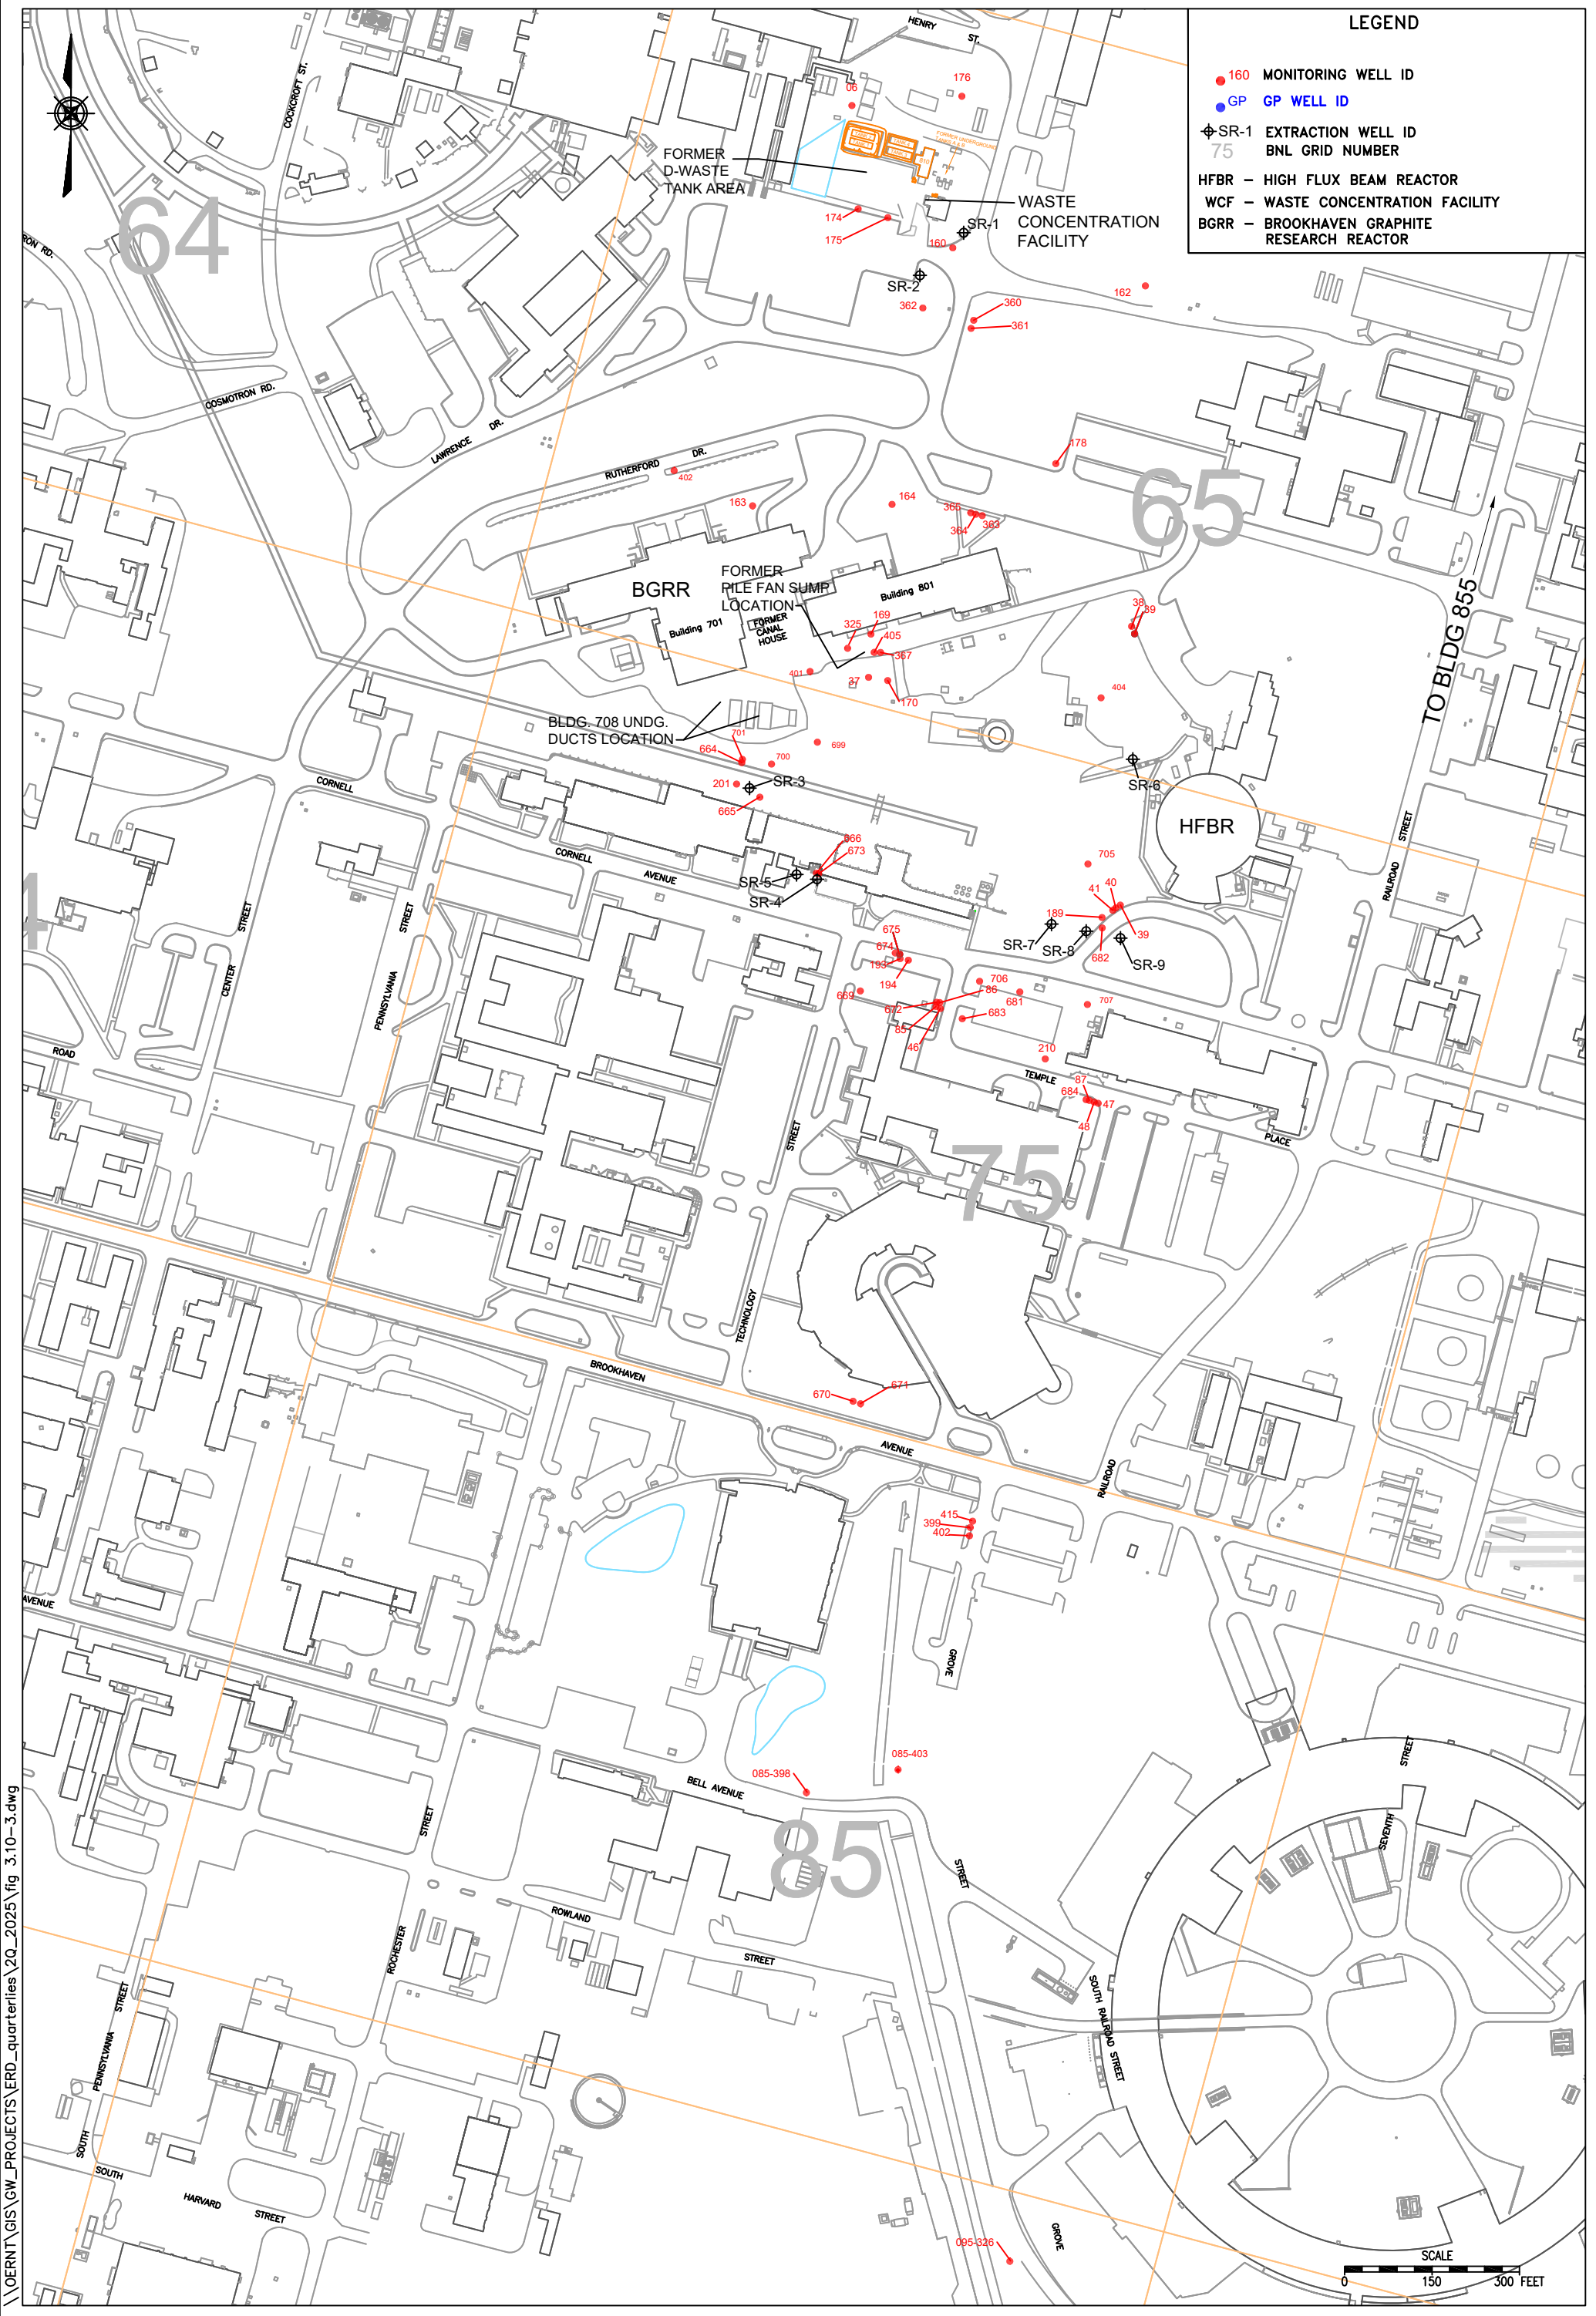 LEGEND
160 MONITORING WELL ID
GP GP WELL ID
SR-1 EXTRACTION WELL ID
75 BNL GRID NUMBER
HFBR – HIGH FLUX BEAM REACTOR
WCF – WASTE CONCENTRATION FACILITY
BGRR – BROOKHAVEN GRAPHITE
RESEARCH REACTOR
HENRY
ST.
COCKCROFT ST.
176
06
FORMER UNDERGROUND
FORMER
D-WASTE
TANK AREA
WASTE
CONCENTRATION
FACILITY
174
175
SR-1
160
64
RON RD.
SR-2
362
360
361
162
COSMOTRON RD.
LAWRENCE
DR.
RUTHERFORD
DR.
402
178
163
164
364
363
65
BGRR
FORMER
PILE FAN SUMP
LOCATION
Building 801
Building 701
FORMER
CANAL
HOUSE
325
169
405
367
401
37
170
38
39
404
TO BLDG 855
BLDG. 708 UNDG.
DUCTS LOCATION
701
664
700
699
201
SR-3
665
SR-6
HFBR
CORNELL
CORNELL
AVENUE
666
673
SR-5
SR-4
705
41
40
189
39
SR-7
SR-8
SR-9
682
675
674
193
194
669
706
86
681
707
672
683
85
46
210
TEMPLE
87
684
47
48
PLACE
STREET
RAILROAD
4
STREET
CENTER
STREET
PENNSYLVANIA
ROAD
STREET
75
TECHNOLOGY
BROOKHAVEN
670
671
AVENUE
RAILROAD
415
399
402
AVENUE
GROVE
085-403
085-398
BELL AVENUE
85
STREET
STREET
STREET
SEVENTH
ROWLAND
STREET
ROCHESTER
SOUTH RAILROAD STREET
STREET
PENNSYLVANIA
SOUTH
SOUTH
HARVARD
STREET
GROVE
095-326
SCALE
0 150 300 FEET
\\OERNT\GIS\GW_PROJECTS\ERD_quarterlies\2Q_2025\fig 3.10-3.dwg